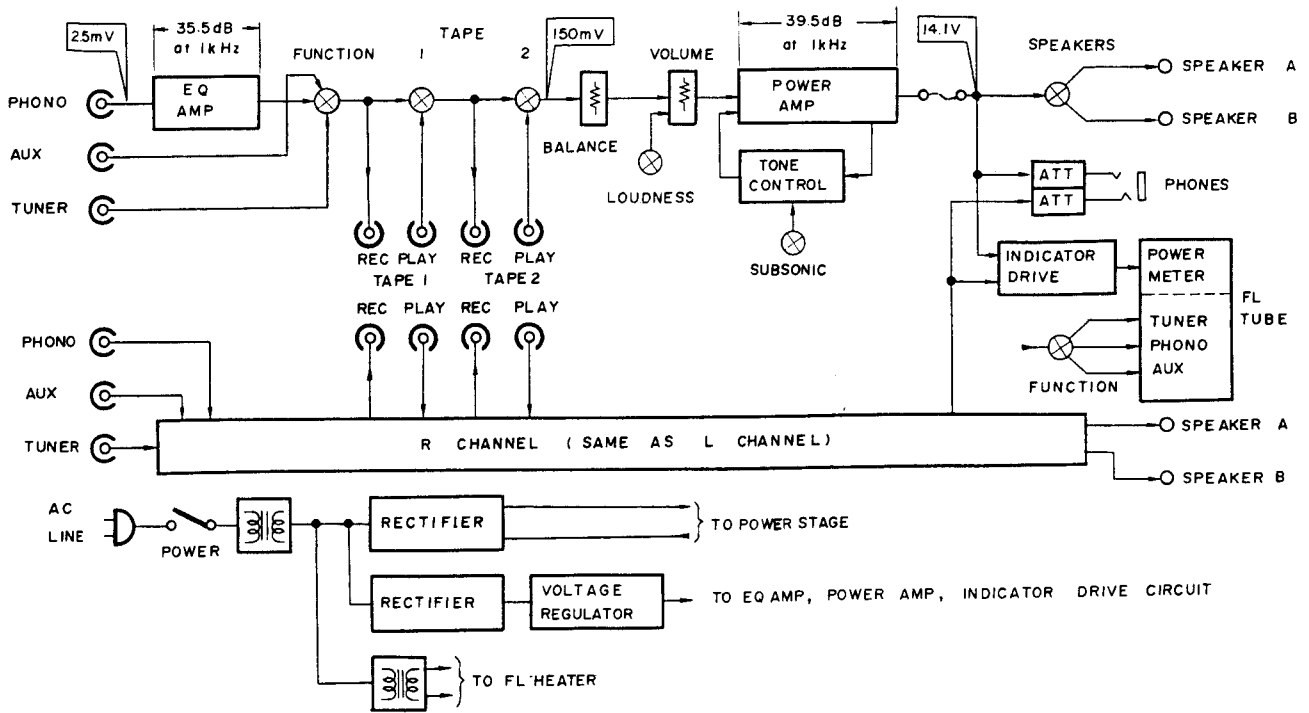 2.5mV
35.5dB
at 1kHz
FUNCTION
1
TAPE
2
150mV
VOLUME
39.5dB
at 1kHz
14.1V
SPEAKERS
PHONO
EQ
AMP
POWER
AMP
SPEAKER A
SPEAKER B
AUX
BALANCE
LOUDNESS
TONE
CONTROL
ATT
ATT
PHONES
TUNER
SUBSONIC
REC PLAY REC PLAY
TAPE 1 TAPE 2
REC PLAY REC PLAY
INDICATOR
DRIVE
POWER
METER
FL
TUBE
TUNER
PHONO
AUX
FUNCTION
PHONO
AUX
TUNER
R CHANNEL (SAME AS L CHANNEL)
SPEAKER A
SPEAKER B
AC
LINE
POWER
RECTIFIER
TO POWER STAGE
RECTIFIER
VOLTAGE
REGULATOR
TO EQ AMP, POWER AMP, INDICATOR DRIVE CIRCUIT
TO FL HEATER